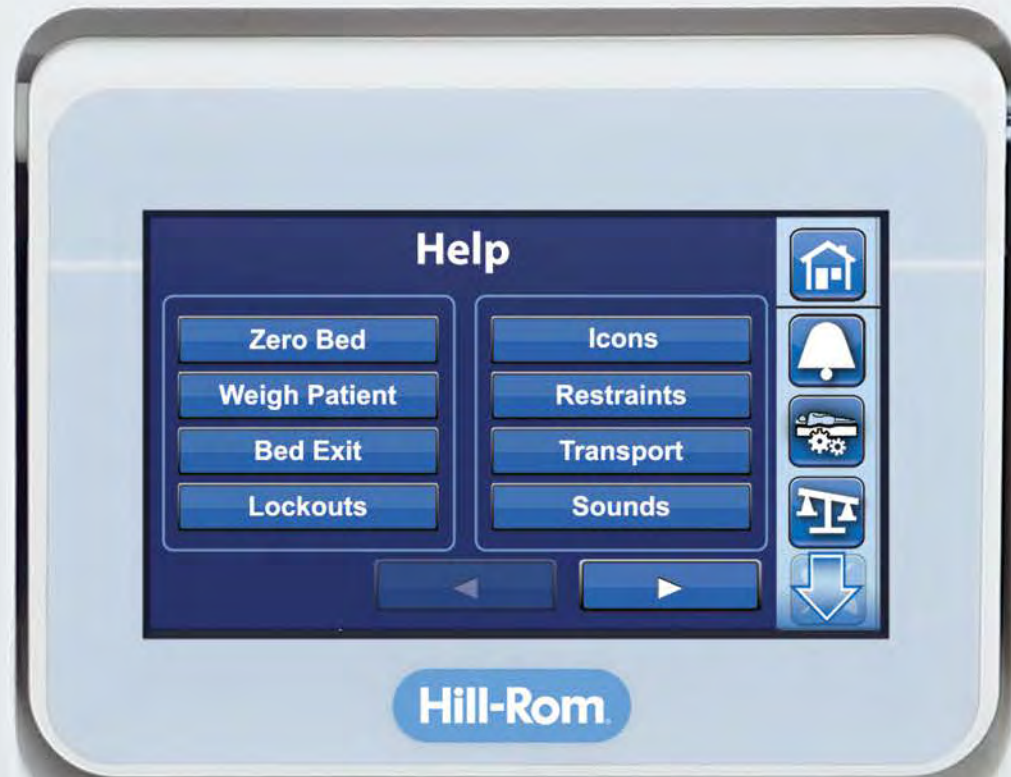 Help
Zero Bed
Weigh Patient
Bed Exit
Lockouts
Icons
Restraints
Transport
Sounds
Hill-Rom